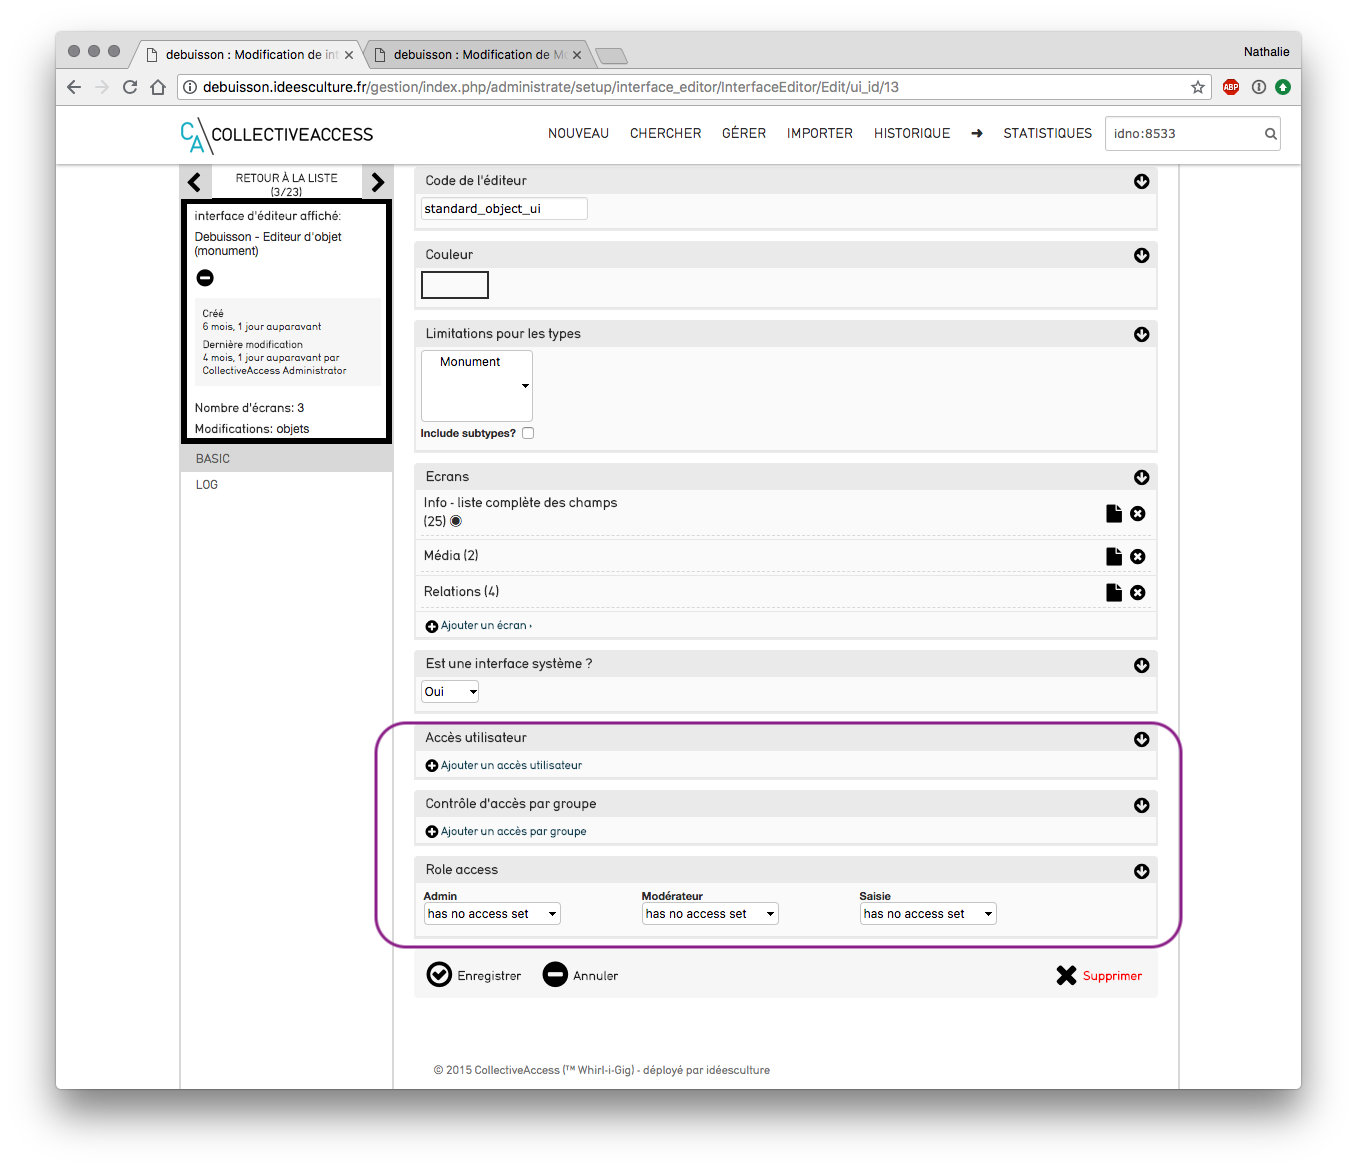 debuisson : Modification de int
debuisson : Modification de Mo
Nathalie
debuisson.ideesculture.fr/gestion/index.php/administrate/setup/interface_editor/InterfaceEditor/Edit/ui_id/13
ABP
CA COLLECTIVEACCESS
NOUVEAU CHERCHER GÉRER IMPORTER HISTORIQUE ➜ STATISTIQUES
idno:8533
RETOUR À LA LISTE
(3/23)
interface d'éditeur affiché:
Debuisson - Editeur d'objet
(monument)
Créé
6 mois, 1 jour auparavant
Dernière modification
4 mois, 1 jour auparavant par
CollectiveAccess Administrator
Nombre d'écrans: 3
Modifications: objets
BASIC
LOG
Code de l'éditeur
standard_object_ui
Couleur
Limitations pour les types
Monument
Include subtypes?
Ecrans
Info - liste complète des champs
(25)
Média (2)
Relations (4)
Ajouter un écran ›
Est une interface système ?
Oui
Accès utilisateur
Ajouter un accès utilisateur
Contrôle d'accès par groupe
Ajouter un accès par groupe
Role access
Admin Modérateur Saisie
has no access set has no access set has no access set
Enregistrer Annuler Supprimer
© 2015 CollectiveAccess (™ Whirl-i-Gig) - déployé par idéesculture